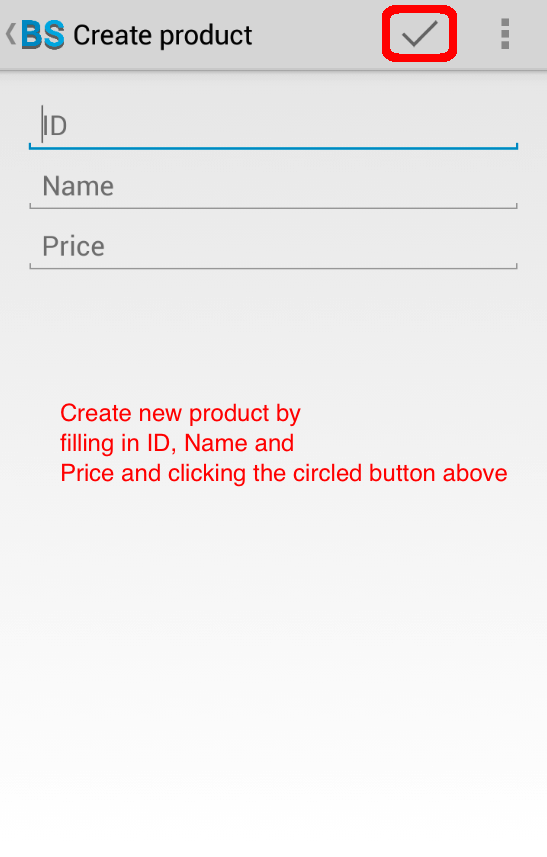 BS Create product
ID
Name
Price
Create new product by
filling in ID, Name and
Price and clicking the circled button above